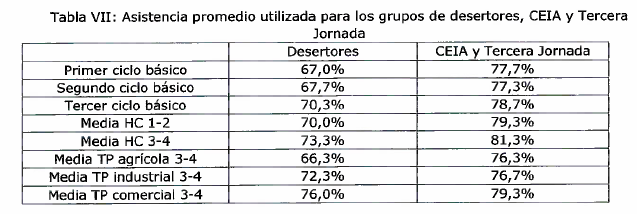 Tabla VII: Asistencia promedio utilizada para los grupos de desertores, CEIA y Tercera
Jornada
Desertores CEIA y Tercera Jornada
Primer ciclo básico 67,0% 77,7%
Segundo ciclo básico 67,7% 77,3%
Tercer ciclo básico 70,3% 78,7%
Media HC 1-2 70,0% 79,3%
Media HC 3-4 73,3% 81,3%
Media TP agrícola 3-4 66,3% 76,3%
Media TP industrial 3-4 72,3% 76,7%
Media TP comercial 3-4 76,0% 79,3%